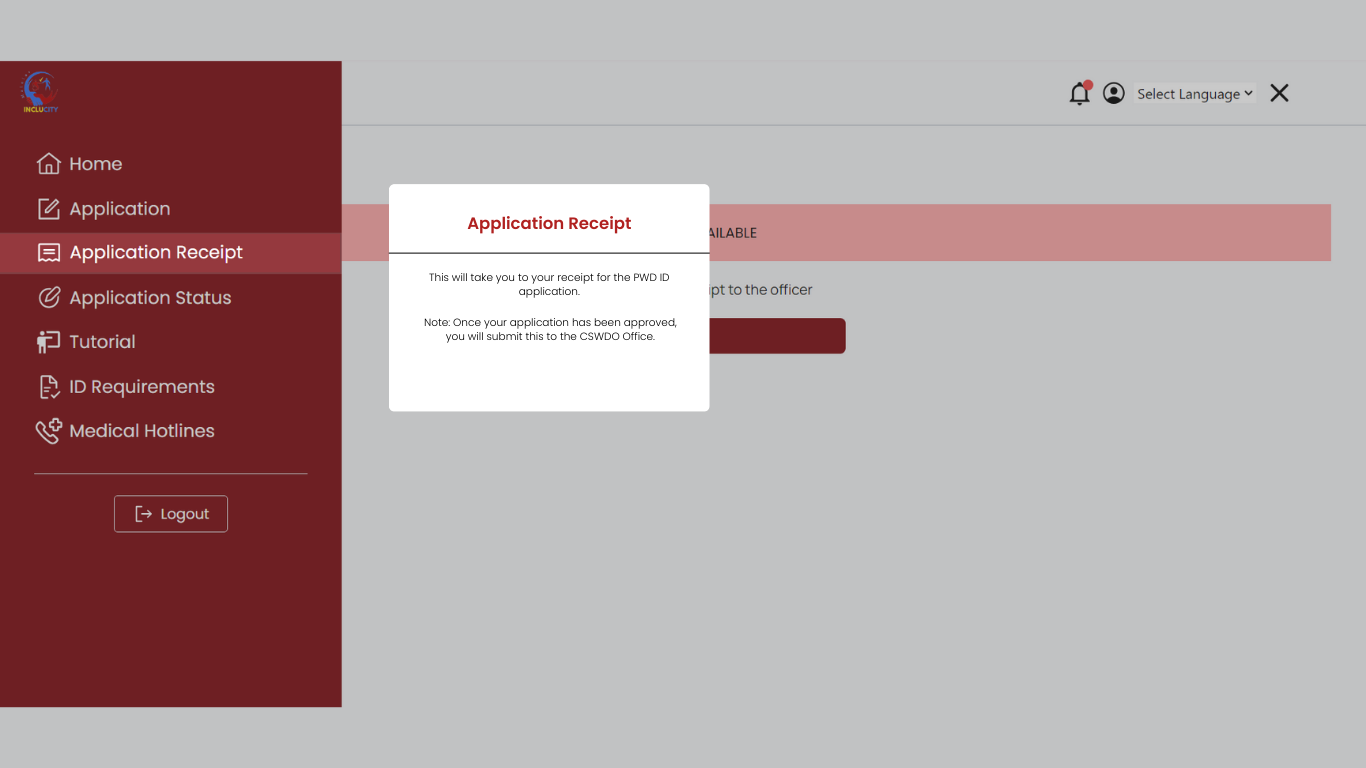 INCLUCITY
Select Language
Home
Application
Application Receipt
Application Status
Tutorial
ID Requirements
Medical Hotlines
Logout
Application Receipt
This will take you to your receipt for the PWD ID
application.
Note: Once your application has been approved,
you will submit this to the CSWDO Office.
to the officer